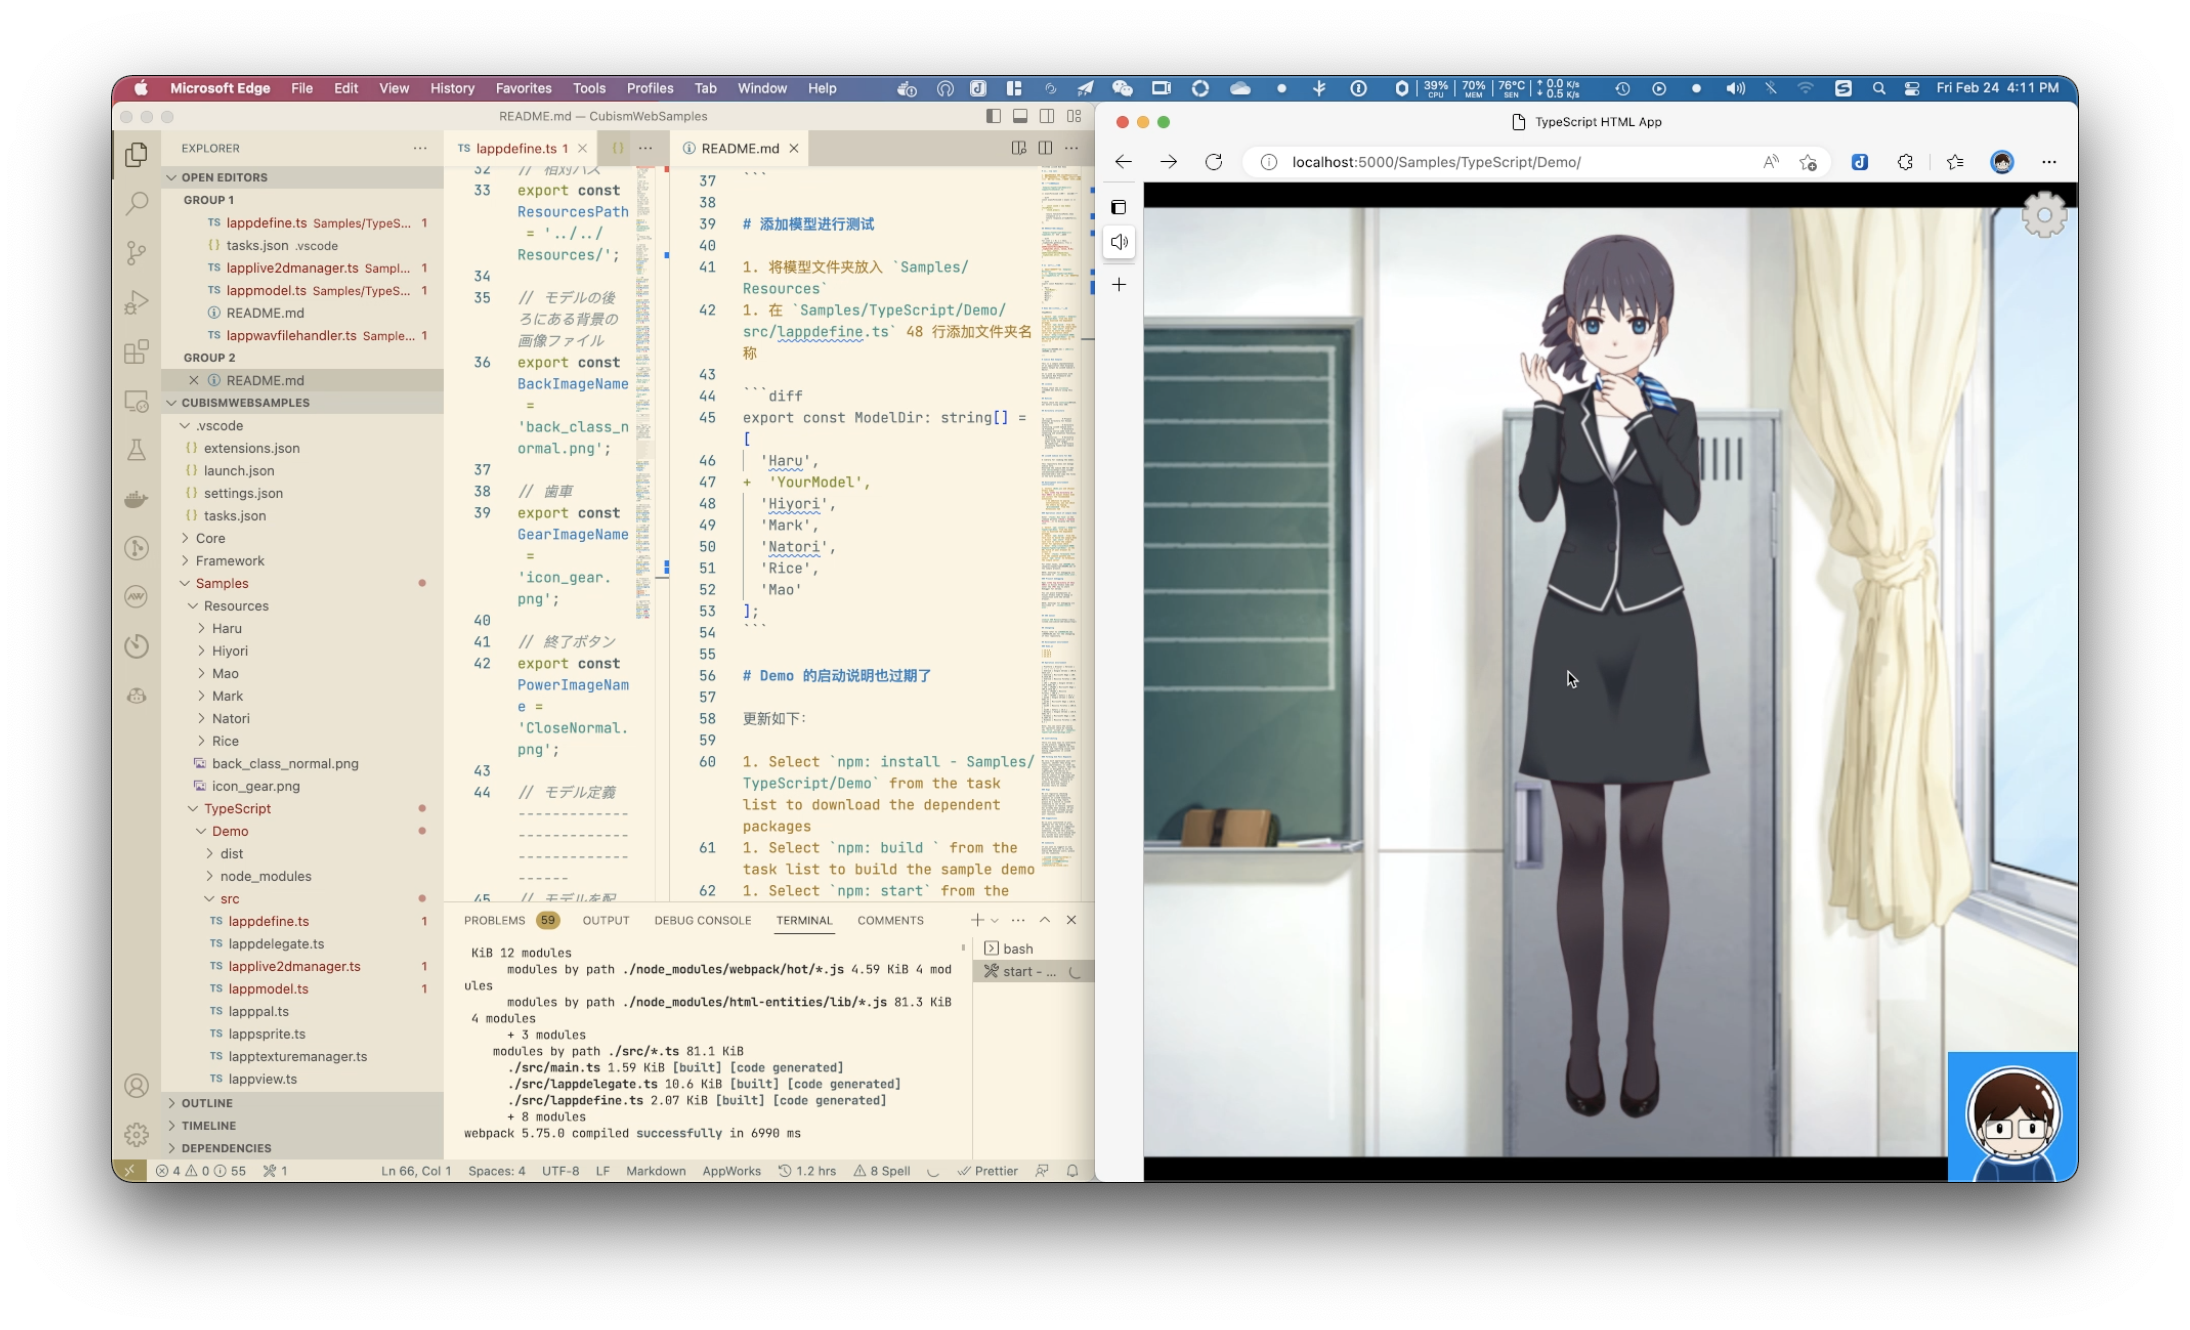 Microsoft Edge File Edit View History Favorites Tools Profiles Tab Window Help
39% CPU 70% MEM 76°C SEN 0.0 K/s 0.5 K/s
Fri Feb 24 4:11 PM
README.md — CubismWebSamples
EXPLORER
OPEN EDITORS
GROUP 1
TS lappdefine.ts Samples/TypeS... 1
{} tasks.json .vscode
TS lapplive2dmanager.ts Sampl... 1
TS lappmodel.ts Samples/TypeS... 1
README.md
TS lappwavfilehandler.ts Sample... 1
GROUP 2
README.md
CUBISMWEBSAMPLES
.vscode
{} extensions.json
{} launch.json
{} settings.json
{} tasks.json
Core
Framework
Samples
Resources
Haru
Hiyori
Mao
Mark
Natori
Rice
back_class_normal.png
icon_gear.png
TypeScript
Demo
dist
node_modules
src
TS lappdefine.ts 1
TS lappdelegate.ts
TS lapplive2dmanager.ts 1
TS lappmodel.ts 1
TS lapppal.ts
TS lappsprite.ts
TS lapptexturemanager.ts
TS lappview.ts
OUTLINE
TIMELINE
DEPENDENCIES
TS lappdefine.ts 1
{}
32 // 相対パス
33 export const
ResourcesPath
= '../../
Resources/';
34
35 // モデルの後
ろにある背景の
画像ファイル
36 export const
BackImageName
=
'back_class_n
ormal.png';
37
38 // 歯車
39 export const
GearImageName
=
'icon_gear.
png';
40
41 // 終了ボタン
42 export const
PowerImageNam
e =
'CloseNormal.
png';
43
44 // モデル定義
-------------
-------------
-------------
------
45 // モデルを配
README.md
37 ```
38
39 # 添加模型进行测试
40
41 1. 将模型文件夹放入 `Samples/
Resources`
42 1. 在 `Samples/TypeScript/Demo/
src/lappdefine.ts` 48 行添加文件夹名
称
43
44 ```diff
45 export const ModelDir: string[] =
[
46 'Haru',
47 + 'YourModel',
48 'Hiyori',
49 'Mark',
50 'Natori',
51 'Rice',
52 'Mao'
53 ];
54 ```
55
56 # Demo 的启动说明也过期了
57
58 更新如下：
59
60 1. Select `npm: install - Samples/
TypeScript/Demo` from the task
list to download the dependent
packages
61 1. Select `npm: build ` from the
task list to build the sample demo
62 1. Select `npm: start` from the
PROBLEMS 59 OUTPUT DEBUG CONSOLE TERMINAL COMMENTS
KiB 12 modules
modules by path ./node_modules/webpack/hot/*.js 4.59 KiB 4 mod
ules
modules by path ./node_modules/html-entities/lib/*.js 81.3 KiB
4 modules
+ 3 modules
modules by path ./src/*.ts 81.1 KiB
./src/main.ts 1.59 KiB [built] [code generated]
./src/lappdelegate.ts 10.6 KiB [built] [code generated]
./src/lappdefine.ts 2.07 KiB [built] [code generated]
+ 8 modules
webpack 5.75.0 compiled successfully in 6990 ms
bash
start - ...
4 0 55 1 Ln 66, Col 1 Spaces: 4 UTF-8 LF Markdown AppWorks 1.2 hrs 8 Spell Prettier
TypeScript HTML App
localhost:5000/Samples/TypeScript/Demo/